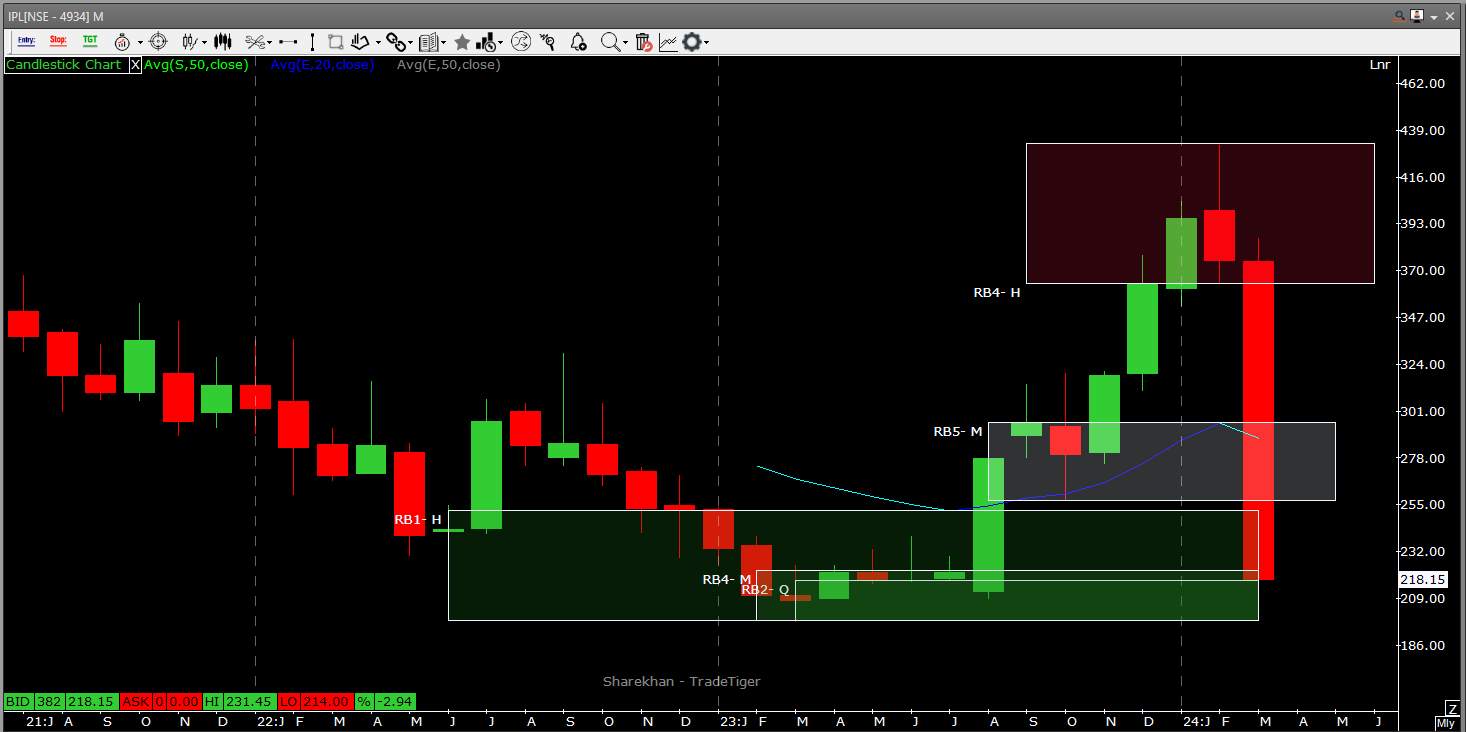 IPL[NSE - 4934] M
Entry: Stop: TGT
Candlestick Chart X Avg(S,50,close) Avg(E,20,close) Avg(E,50,close) Lnr
462.00
439.00
416.00
393.00
370.00
RB4- H
347.00
324.00
301.00
RB5- M
278.00
255.00
RB1- H
232.00
RB4- M 218.15
RB2- Q
209.00
186.00
Sharekhan - TradeTiger
BID 382 218.15 ASK 0 0.00 HI 231.45 LO 214.00 % -2.94
Z
21:J A S O N D 22:J F M A M J J A S O N D 23:J F M A M J J A S O N D 24:J F M A M J Mly